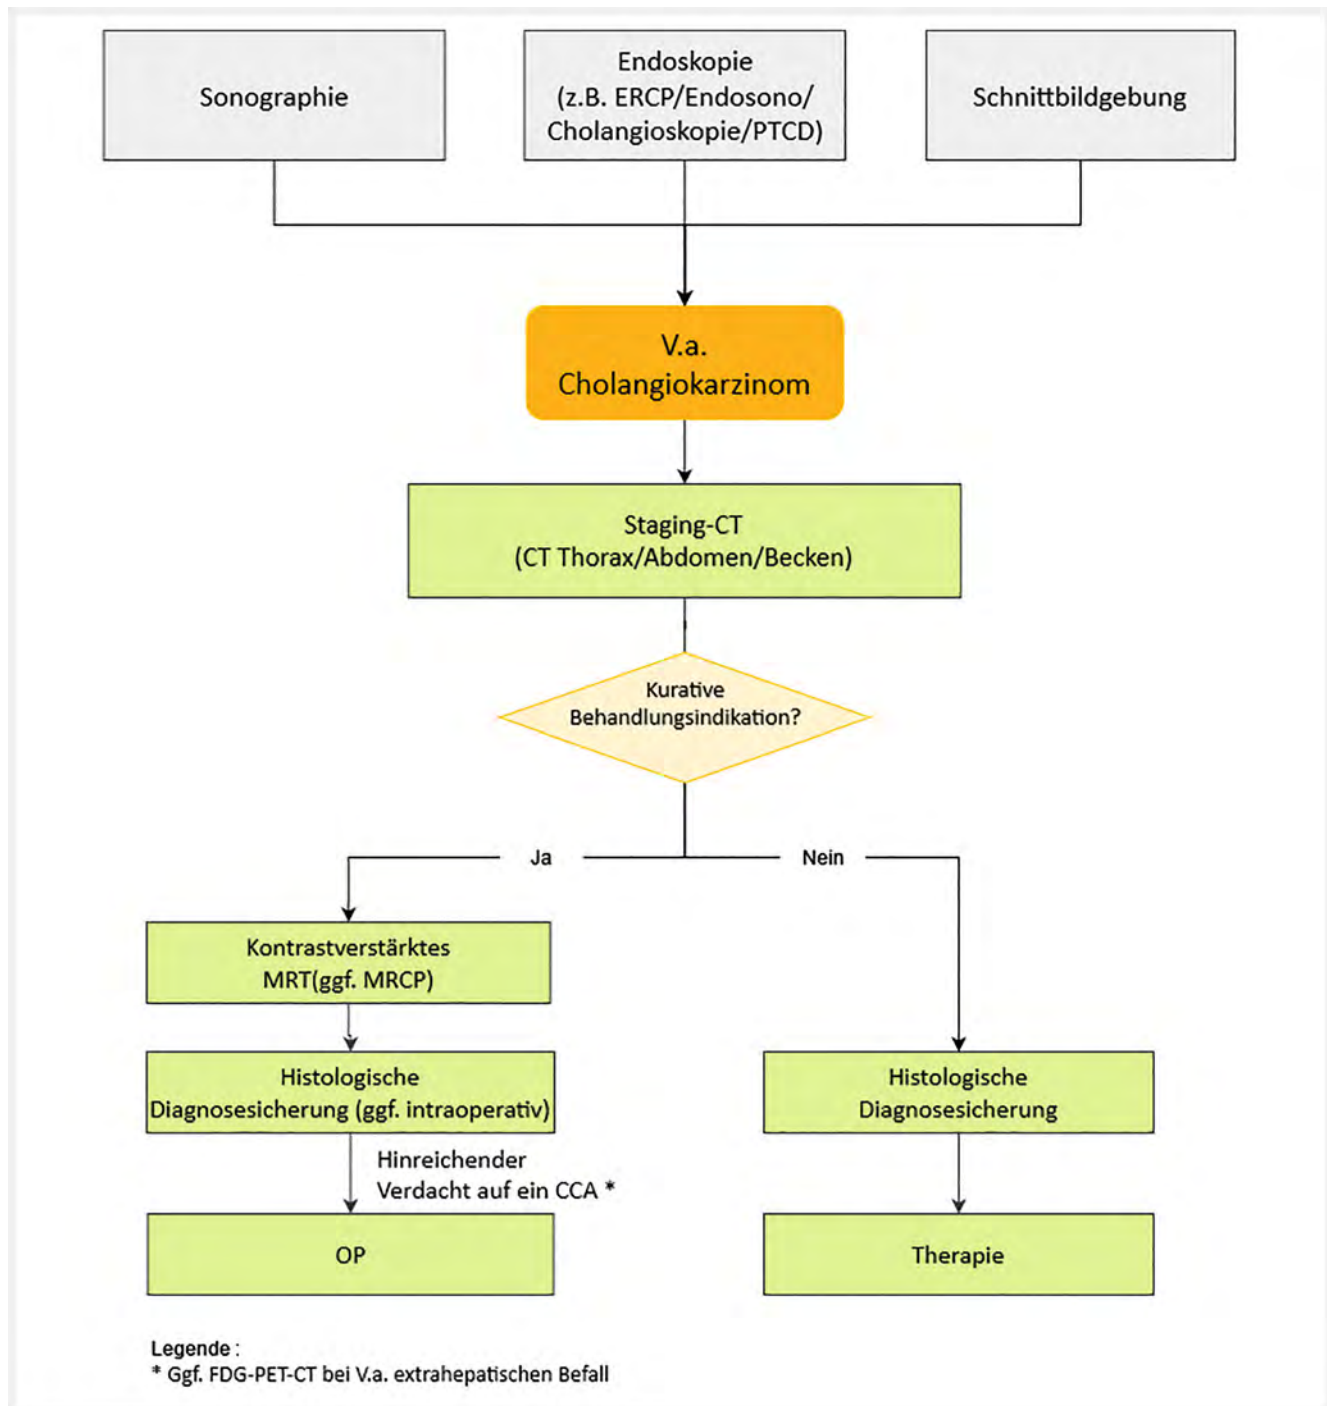 Sonographie
Endoskopie
(z.B. ERCP/Endosono/
Cholangioskopie/PTCD)
Schnittbildgebung
V.a.
Cholangiokarzinom
Staging-CT
(CT Thorax/Abdomen/Becken)
Kurative
Behandlungsindikation?
Ja
Nein
Kontrastverstärktes
MRT(ggf. MRCP)
Histologische
Diagnosesicherung (ggf. intraoperativ)
Histologische
Diagnosesicherung
Hinreichender
Verdacht auf ein CCA *
OP
Therapie
Legende :
* Ggf. FDG-PET-CT bei V.a. extrahepatischen Befall